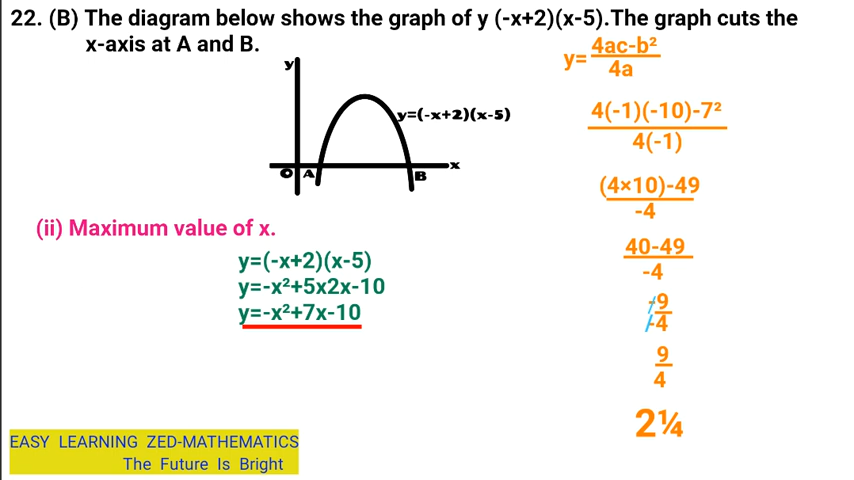 22. (B) The diagram below shows the graph of y (-x+2)(x-5).The graph cuts the
x-axis at A and B.
y
y=(-x+2)(x-5)
O A B x
(ii) Maximum value of x.
y=(-x+2)(x-5)
y=-x²+5x2x-10
y=-x²+7x-10
y= 4ac-b²
4a
4(-1)(-10)-7²
4(-1)
(4×10)-49
-4
40-49
-4
-9
-4
9
4
2¼
EASY LEARNING ZED-MATHEMATICS
The Future Is Bright